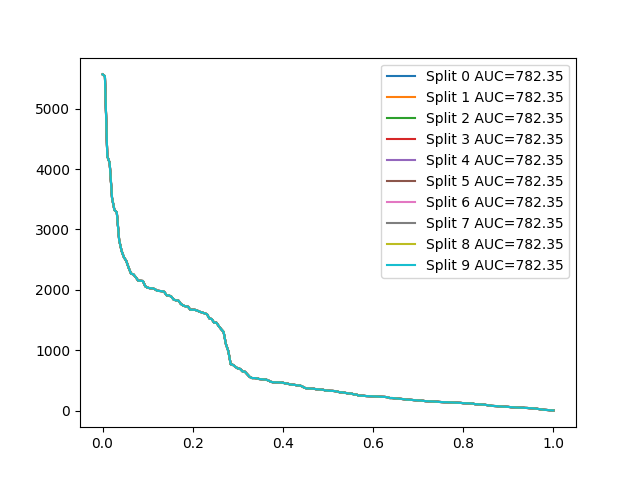 Split 0 AUC=782.35
Split 1 AUC=782.35
Split 2 AUC=782.35
Split 3 AUC=782.35
Split 4 AUC=782.35
Split 5 AUC=782.35
Split 6 AUC=782.35
Split 7 AUC=782.35
Split 8 AUC=782.35
Split 9 AUC=782.35
5000
4000
3000
2000
1000
0
0.0 0.2 0.4 0.6 0.8 1.0